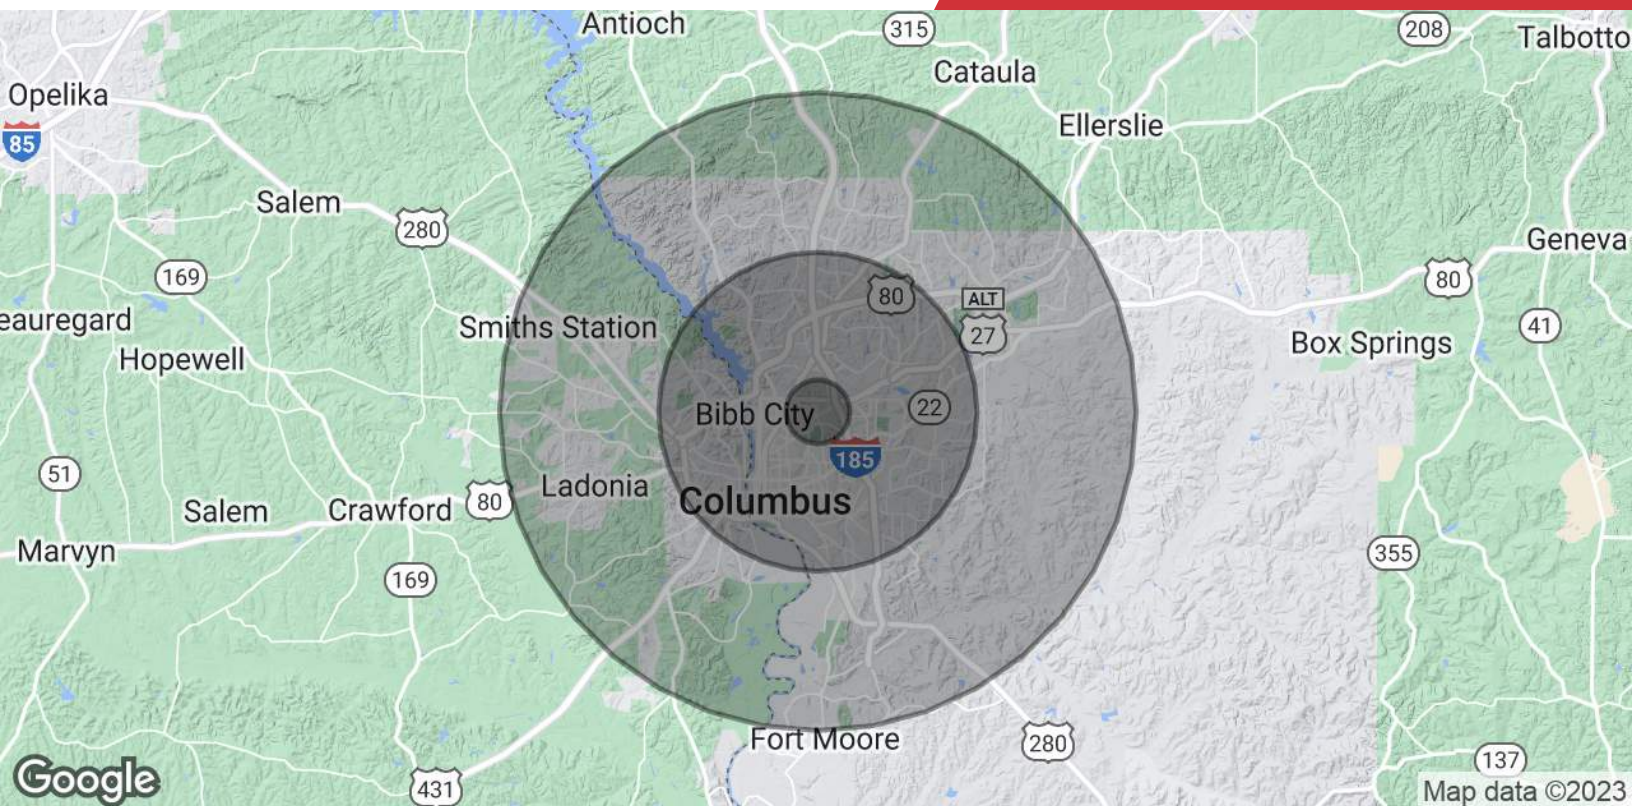 Antioch
315
208
Talbotto
Cataula
Opelika
85
Ellerslie
Salem
280
Geneva
169
80
80
ALT
27
eauregard
Smiths Station
41
Hopewell
Box Springs
Bibb City
22
185
51
Ladonia
80
Columbus
Salem
Crawford
Marvyn
355
169
Fort Moore
280
137
Google
431
Map data ©2023